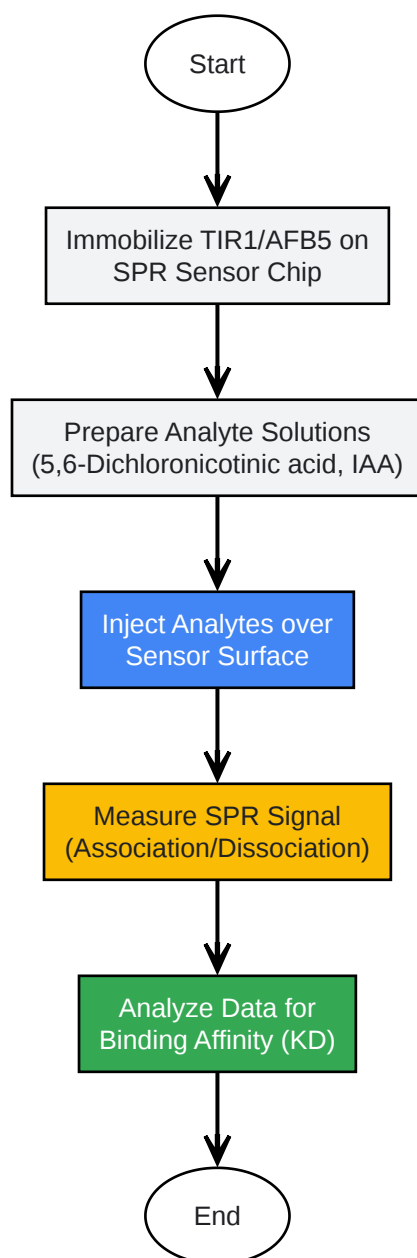 Start
Immobilize TIR1/AFB5 on
SPR Sensor Chip
Prepare Analyte Solutions
(5,6-Dichloronicotinic acid, IAA)
Inject Analytes over
Sensor Surface
Measure SPR Signal
(Association/Dissociation)
Analyze Data for
Binding Affinity (KD)
End